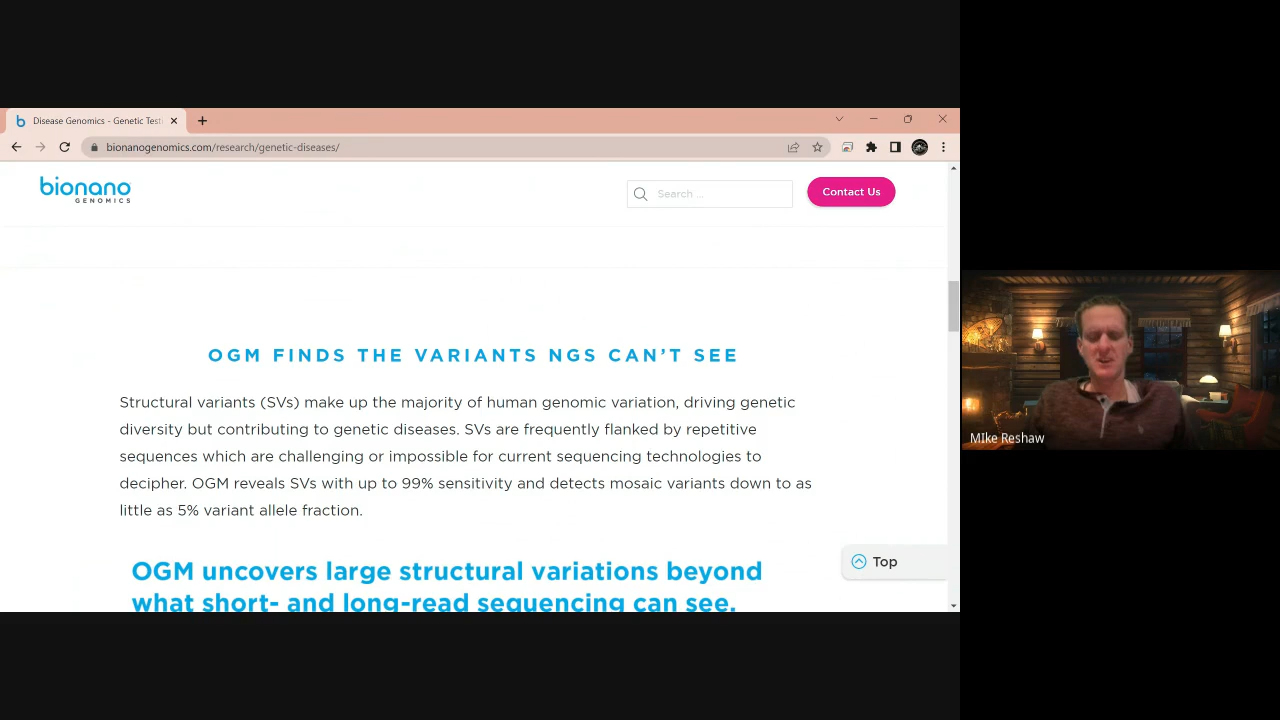 Disease Genomics - Genetic Testi
bionanogenomics.com/research/genetic-diseases/
bionano
GENOMICS
Search ...
Contact Us
OGM FINDS THE VARIANTS NGS CAN’T SEE
Structural variants (SVs) make up the majority of human genomic variation, driving genetic
diversity but contributing to genetic diseases. SVs are frequently flanked by repetitive
sequences which are challenging or impossible for current sequencing technologies to
decipher. OGM reveals SVs with up to 99% sensitivity and detects mosaic variants down to as
little as 5% variant allele fraction.
Top
OGM uncovers large structural variations beyond
what short- and long-read sequencing can see.
MIke Reshaw